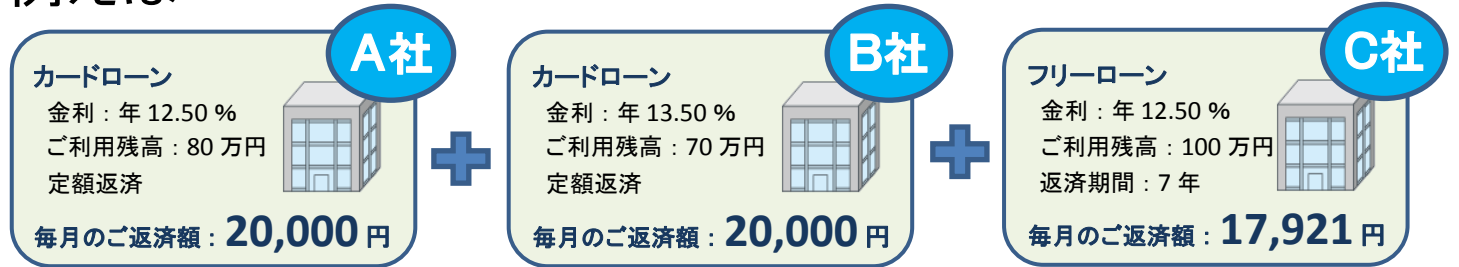 A社
カードローン
金利：年 12.50 %
ご利用残高：80 万円
定額返済
毎月のご返済額：20,000 円
B社
カードローン
金利：年 13.50 %
ご利用残高：70 万円
定額返済
毎月のご返済額：20,000 円
C社
フリーローン
金利：年 12.50 %
ご利用残高：100 万円
返済期間：7 年
毎月のご返済額：17,921 円